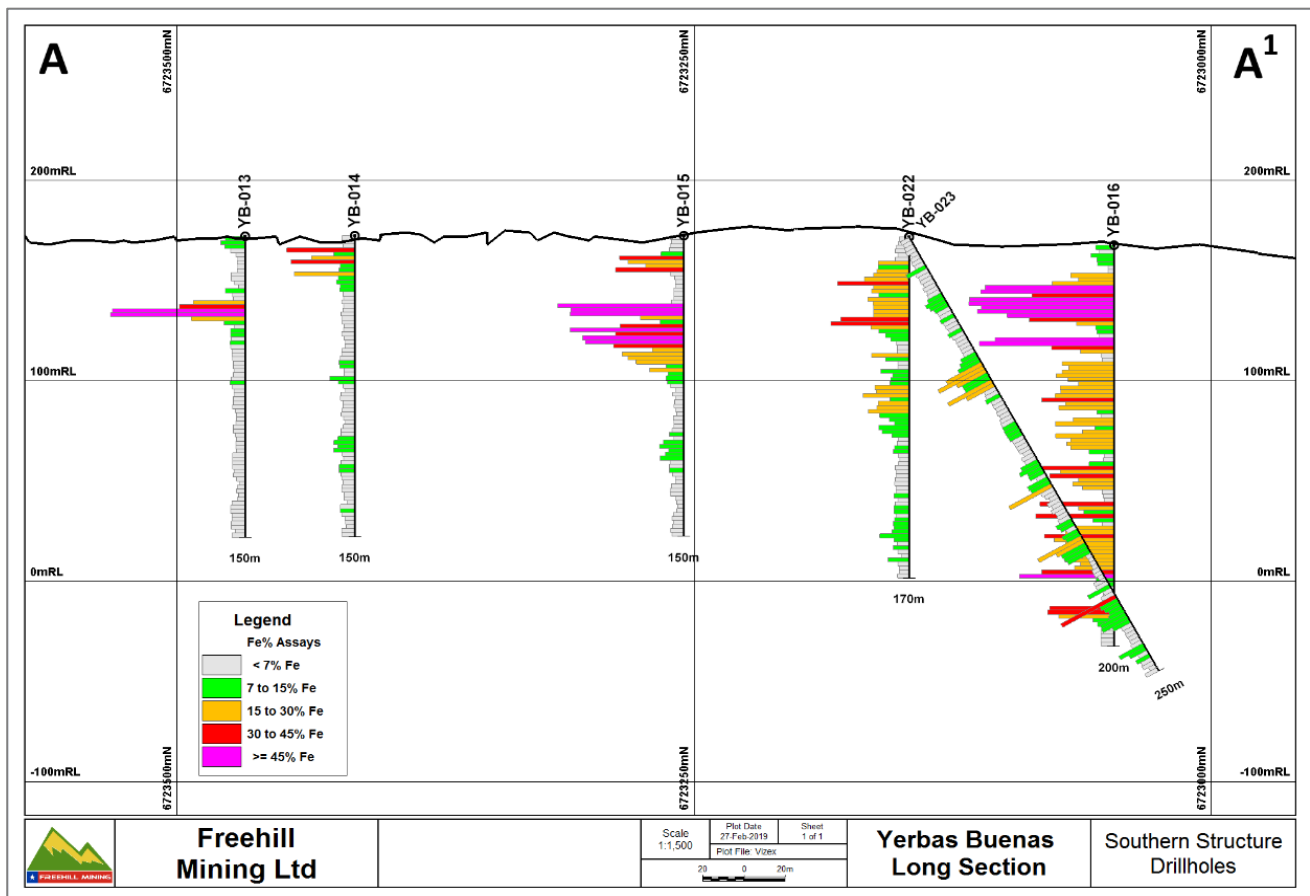 A
A1
6723500mN
6723250mN
6723000mN
200mRL
200mRL
YB-013
YB-014
YB-015
YB-022
YB-023
YB-016
100mRL
100mRL
0mRL
0mRL
150m
150m
150m
170m
200m
250m
Legend
Fe% Assays
< 7% Fe
7 to 15% Fe
15 to 30% Fe
30 to 45% Fe
>= 45% Fe
-100mRL
-100mRL
6723500mN
6723250mN
6723000mN
FREEHILL MINING
Freehill
Mining Ltd
Scale
1:1,500
Plot Date
27-Feb-2019
Sheet
1 of 1
Plot File: Vizex
20 0 20m
Yerbas Buenas
Long Section
Southern Structure
Drillholes